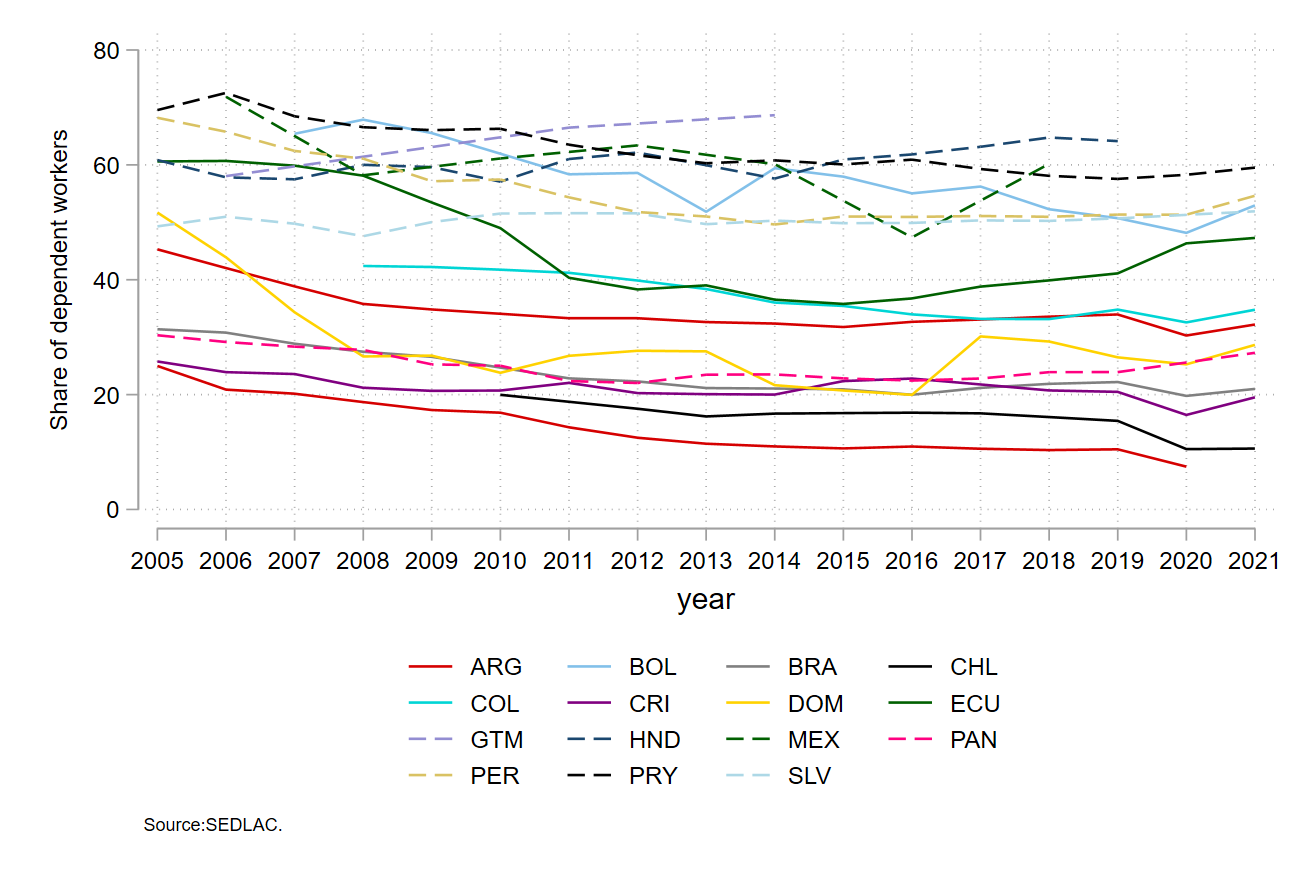 Share of dependent workers
80
60
40
20
0
2005 2006 2007 2008 2009 2010 2011 2012 2013 2014 2015 2016 2017 2018 2019 2020 2021
year
ARG BOL BRA CHL
COL CRI DOM ECU
GTM HND MEX PAN
PER PRY SLV
Source:SEDLAC.